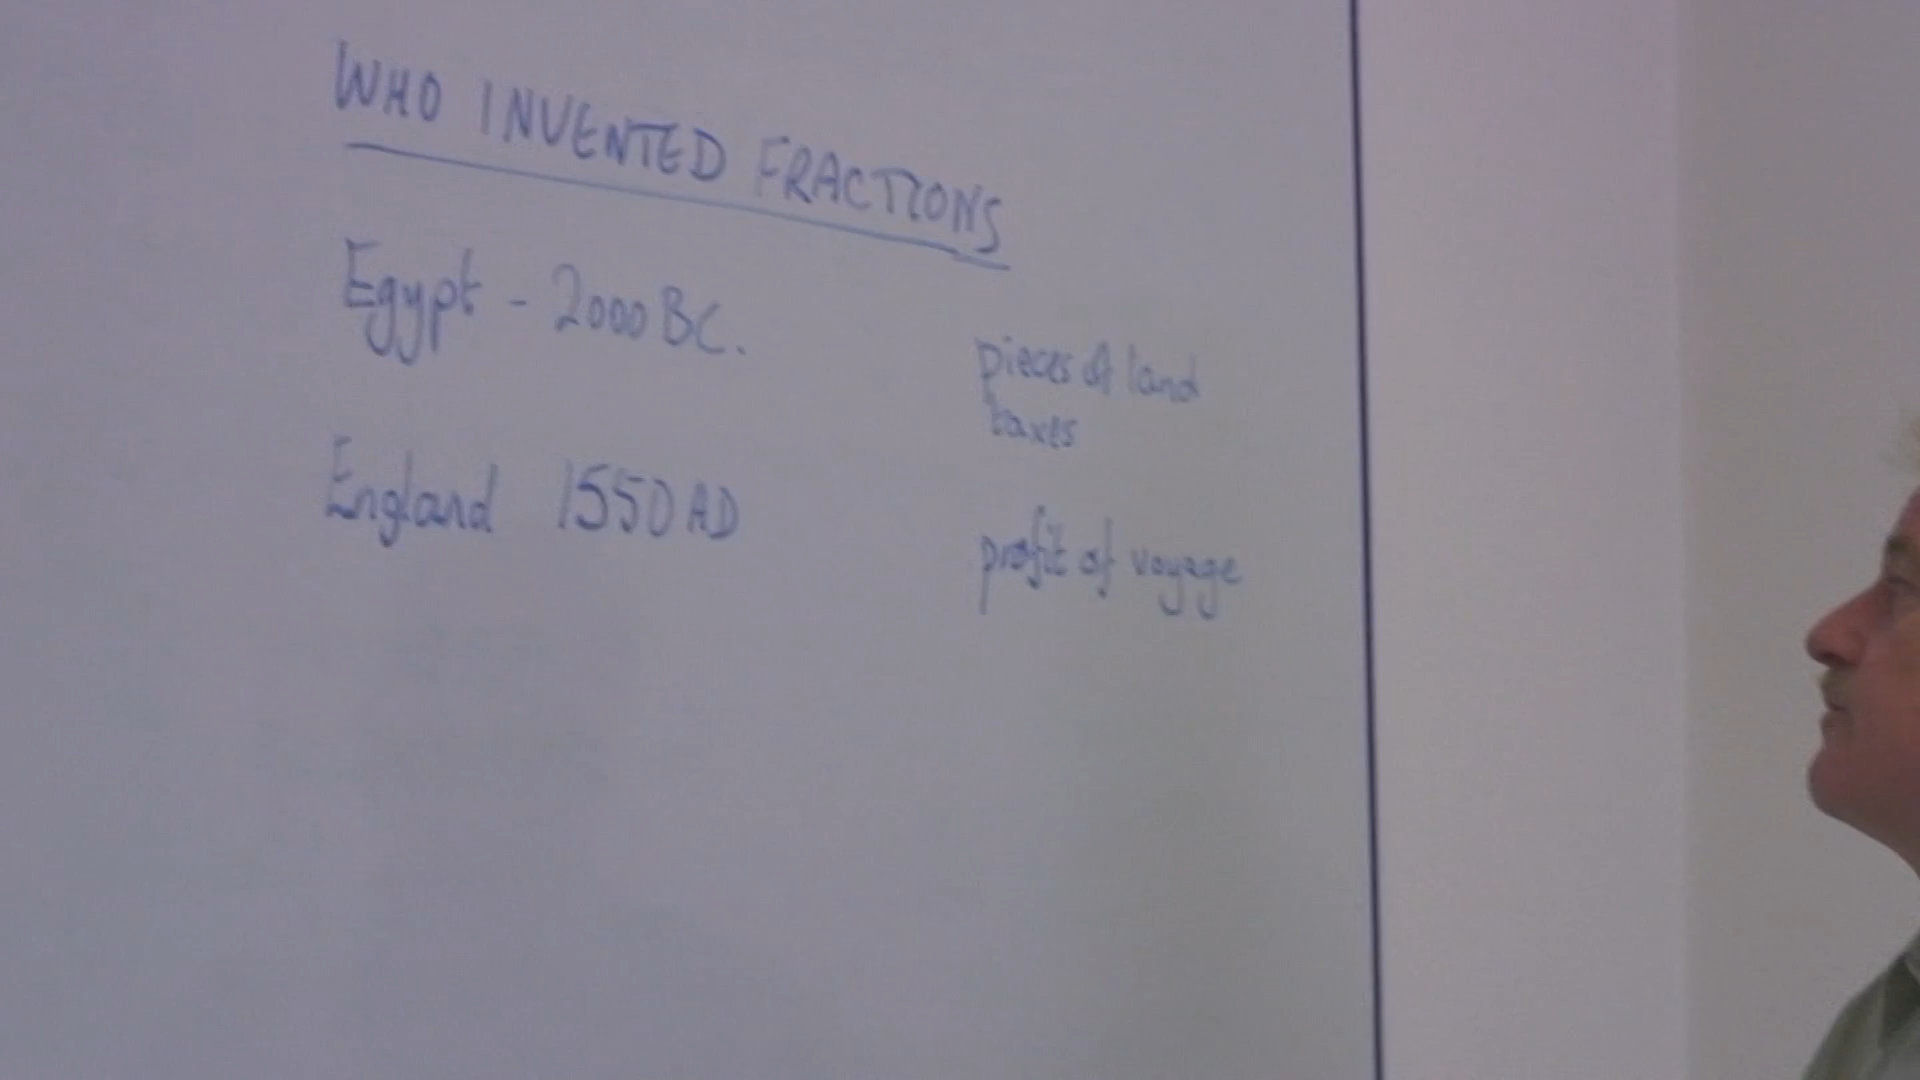 WHO INVENTED FRACTIONS
Egypt - 2000 BC.
pieces of land
taxes
England 1550 AD
profit of voyage